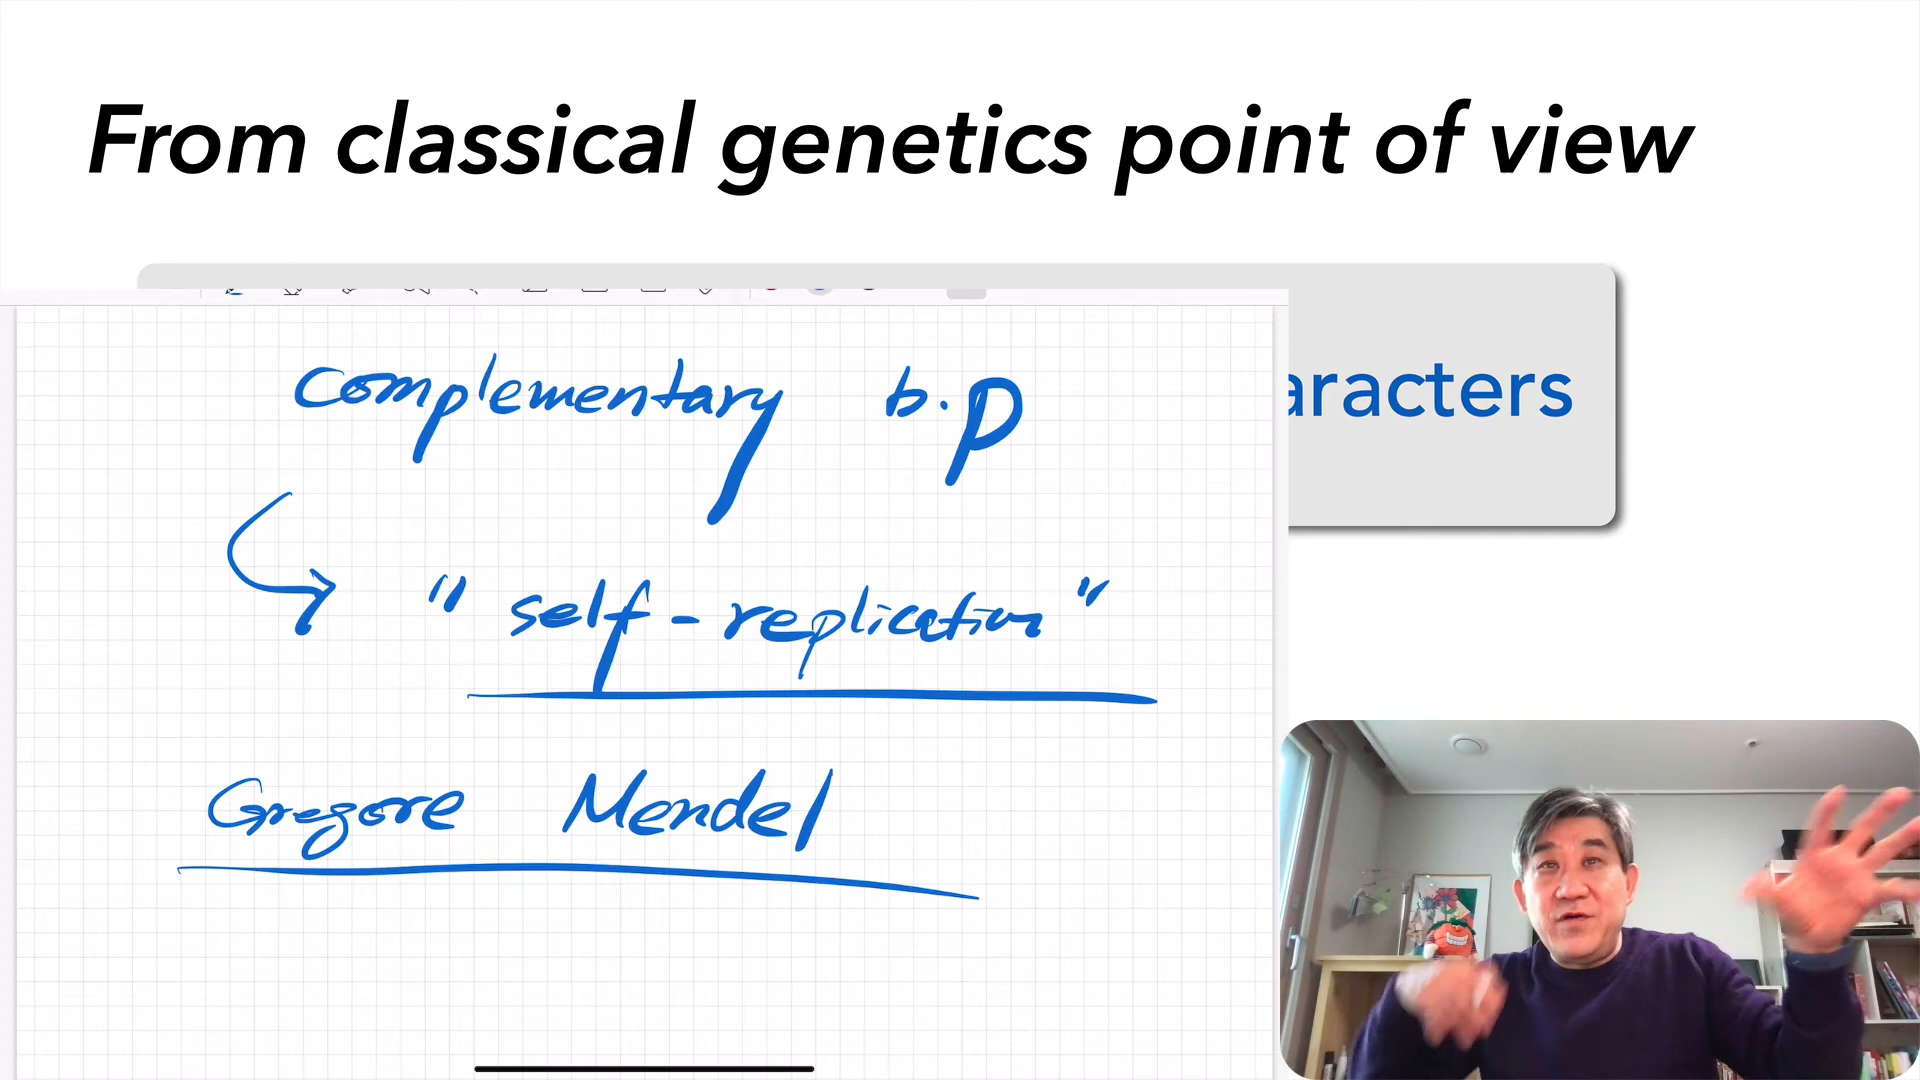 From classical genetics point of view
aracters
complementary b.p
" self-replication "
Gregore Mendel